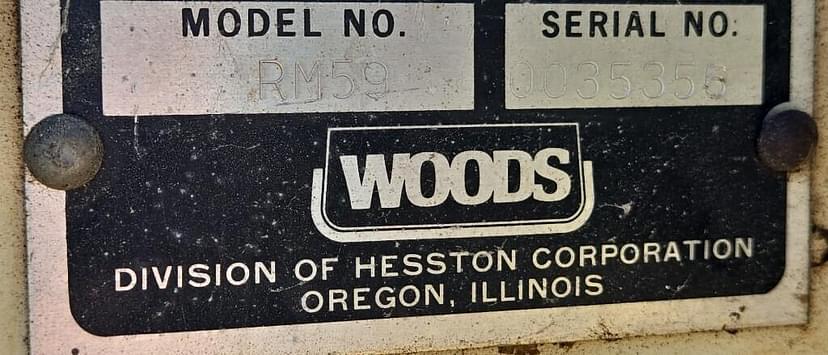 MODEL NO. SERIAL NO.
RM59 0035356
WOODS
DIVISION OF HESSTON CORPORATION
OREGON, ILLINOIS